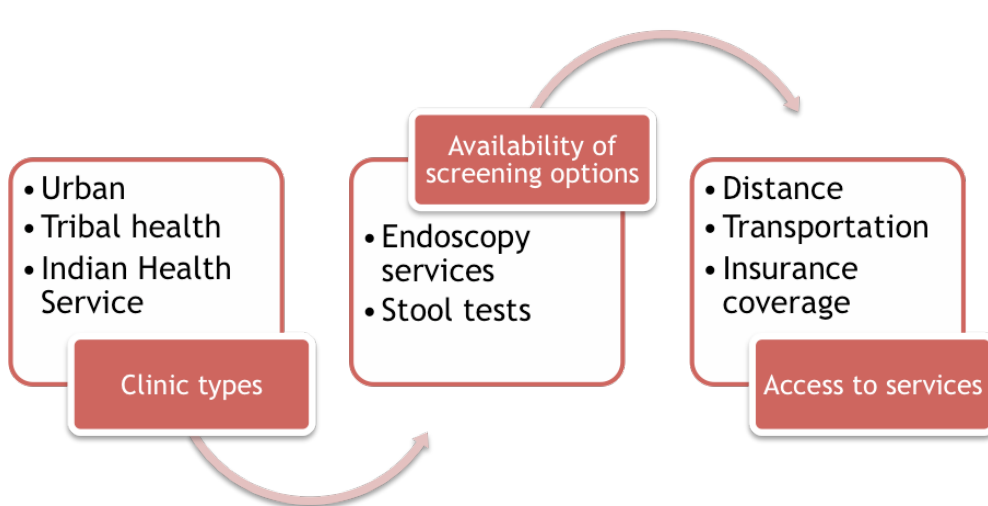 • Urban
• Tribal health
• Indian Health
Service
Clinic types
Availability of
screening options
• Endoscopy
services
• Stool tests
• Distance
• Transportation
• Insurance
coverage
Access to services